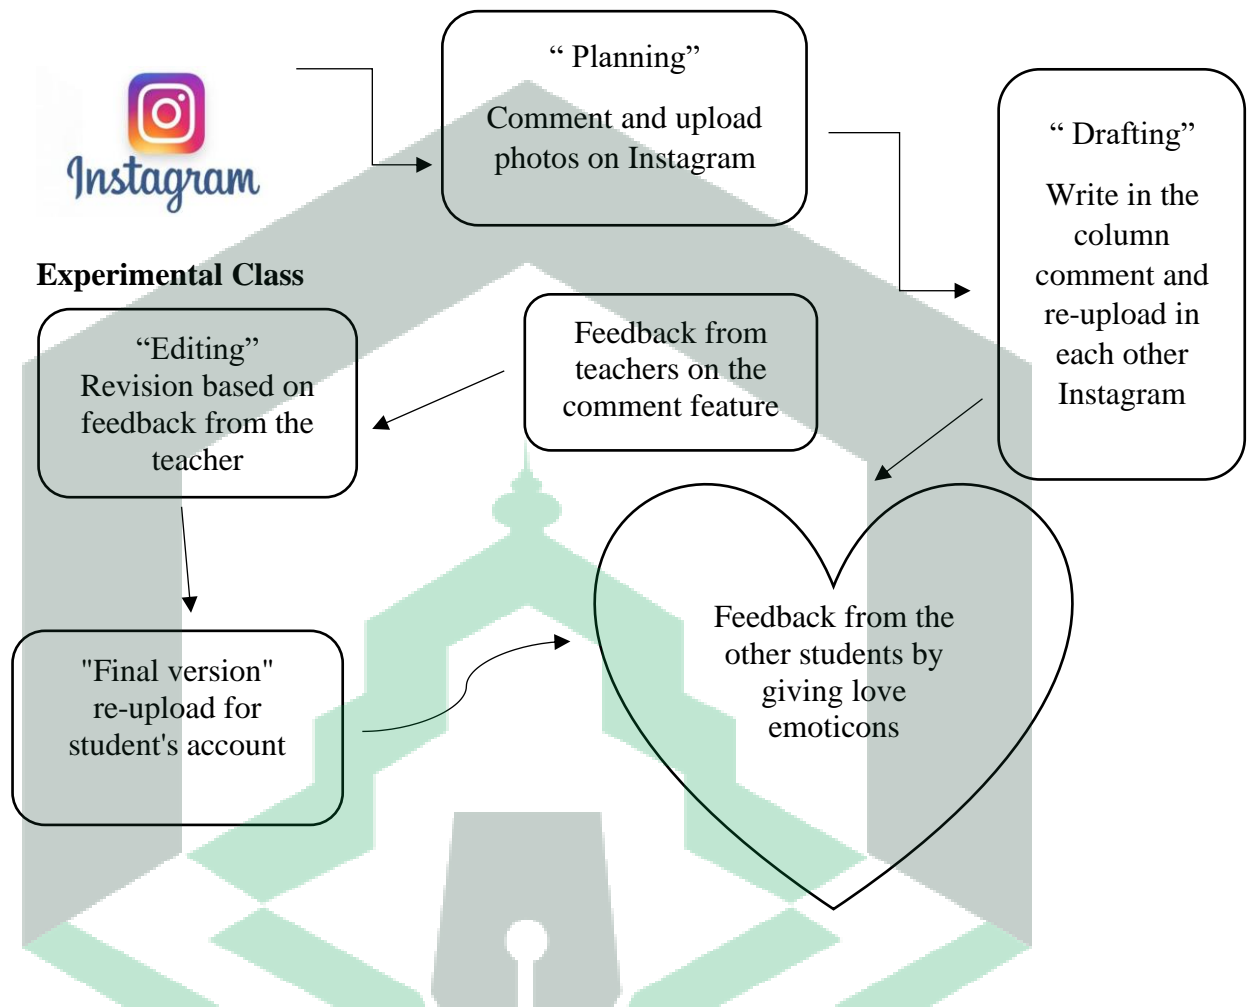 Instagram
“ Planning”
Comment and upload
photos on Instagram
“ Drafting”
Write in the
column
comment and
re-upload in
each other
Instagram
Experimental Class
“Editing”
Revision based on
feedback from the
teacher
Feedback from
teachers on the
comment feature
"Final version"
re-upload for
student's account
Feedback from the
other students by
giving love
emoticons